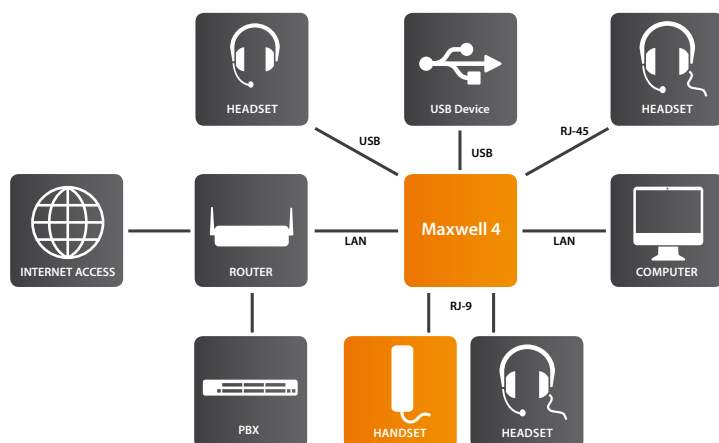 HEADSET
USB Device
HEADSET
USB
USB
RJ-45
INTERNET ACCESS
ROUTER
LAN
Maxwell 4
LAN
COMPUTER
RJ-9
PBX
HANDSET
HEADSET